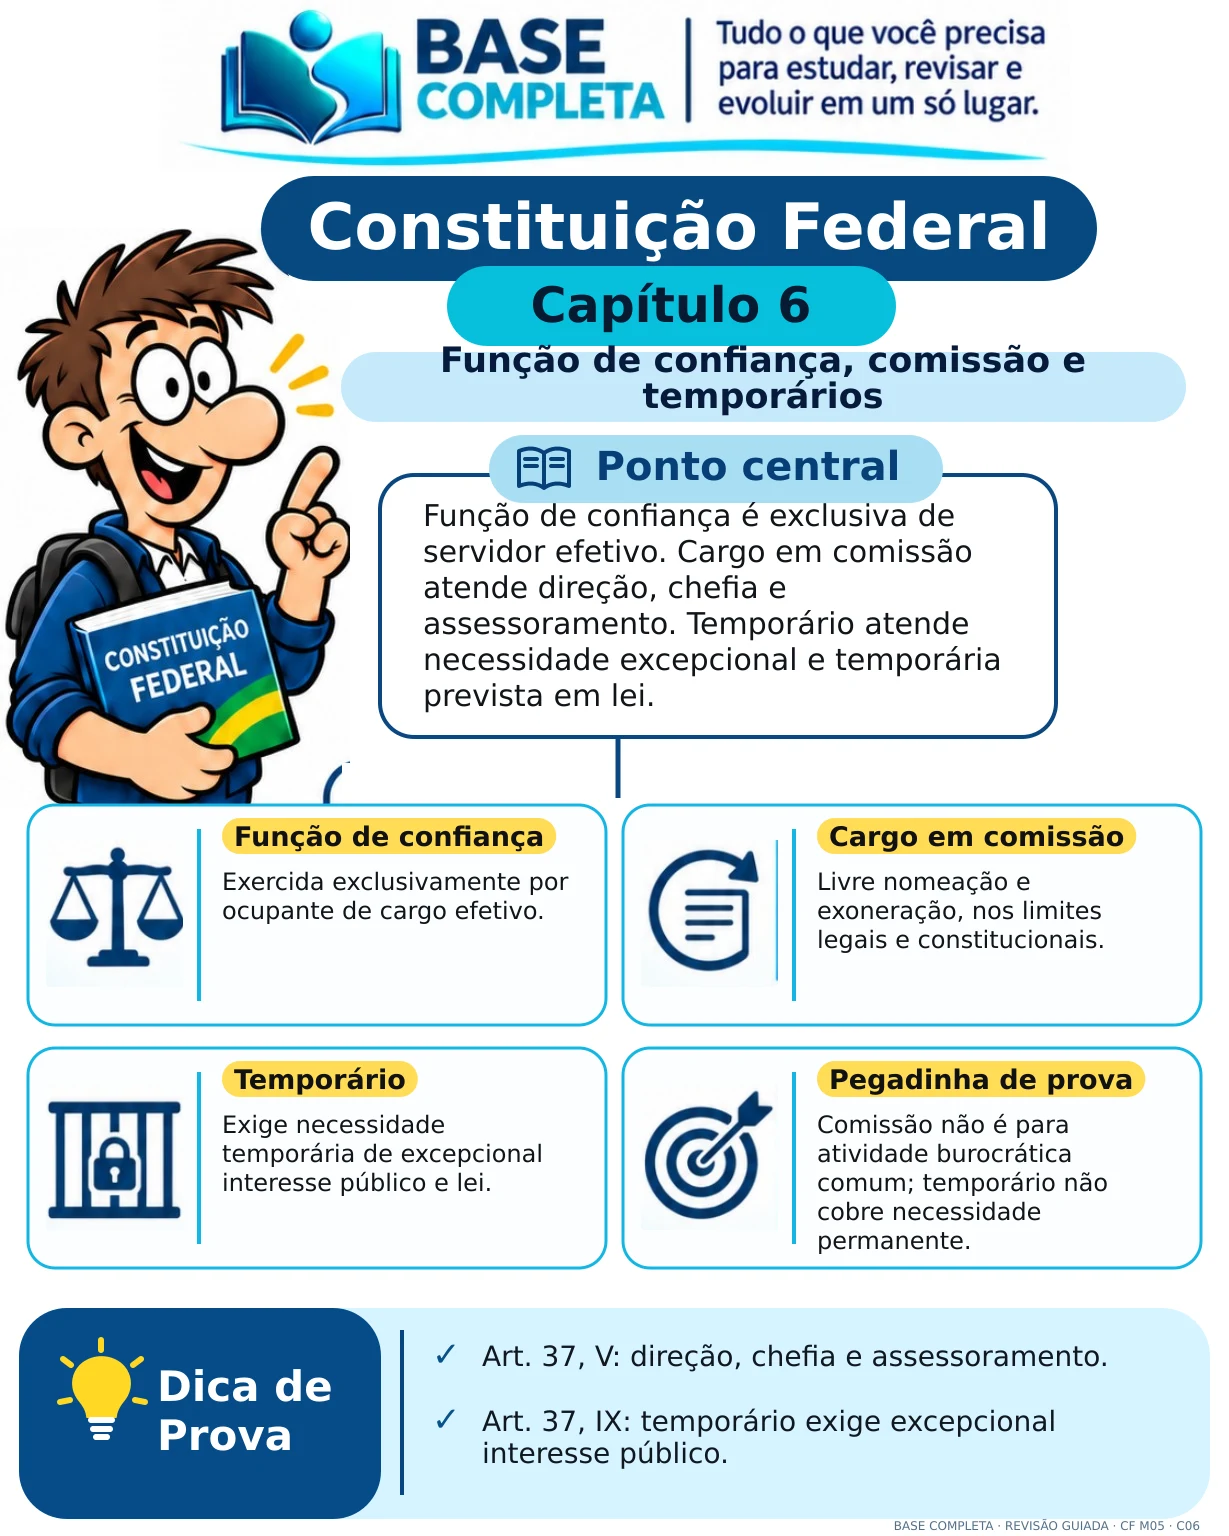 BASE
COMPLETA
Tudo o que você precisa
para estudar, revisar e
evoluir em um só lugar.
Constituição Federal
Capítulo 6
Função de confiança, comissão e
temporários
Ponto central
Função de confiança é exclusiva de
servidor efetivo. Cargo em comissão
atende direção, chefia e
assessoramento. Temporário atende
necessidade excepcional e temporária
prevista em lei.
CONSTITUIÇÃO
FEDERAL
Função de confiança
Exercida exclusivamente por
ocupante de cargo efetivo.
Cargo em comissão
Livre nomeação e
exoneração, nos limites
legais e constitucionais.
Temporário
Exige necessidade
temporária de excepcional
interesse público e lei.
Pegadinha de prova
Comissão não é para
atividade burocrática
comum; temporário não
cobre necessidade
permanente.
Dica de
Prova
✓ Art. 37, V: direção, chefia e assessoramento.
✓ Art. 37, IX: temporário exige excepcional
interesse público.
BASE COMPLETA · REVISÃO GUIADA · CF M05 · C06